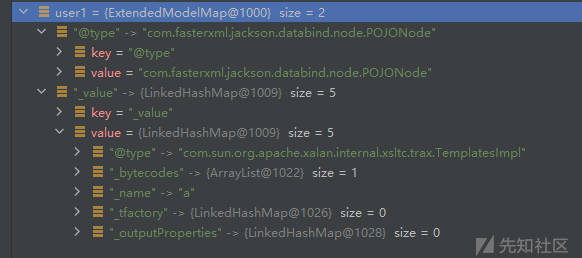 user1 = {ExtendedModelMap@1000} size = 2
"@type" -> "com.fasterxml.jackson.databind.node.POJONode"
key = "@type"
value = "com.fasterxml.jackson.databind.node.POJONode"
"_value" -> {LinkedHashMap@1009} size = 5
key = "_value"
value = {LinkedHashMap@1009} size = 5
"@type" -> "com.sun.org.apache.xalan.internal.xsltc.trax.TemplatesImpl"
"_bytecodes" -> {ArrayList@1022} size = 1
"_name" -> "a"
"_tfactory" -> {LinkedHashMap@1026} size = 0
"_outputProperties" -> {LinkedHashMap@1028} size = 0
先知社区